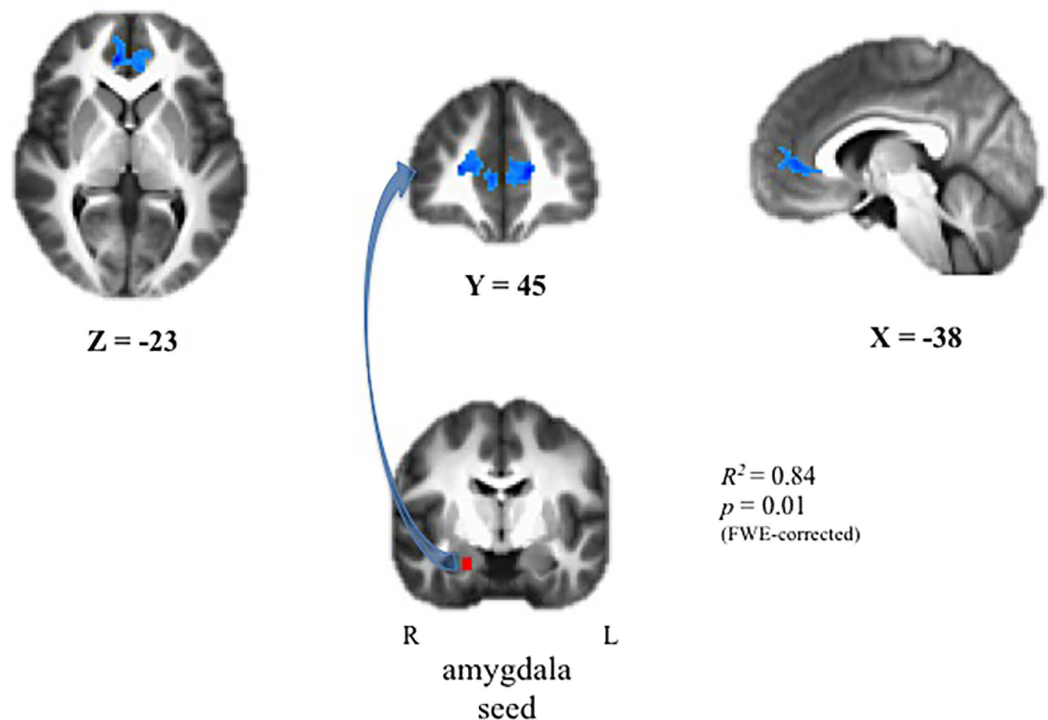 Y = 45
Z = -23
X = -38
R² = 0.84
p = 0.01
(FWE-corrected)
R L
amygdala
seed